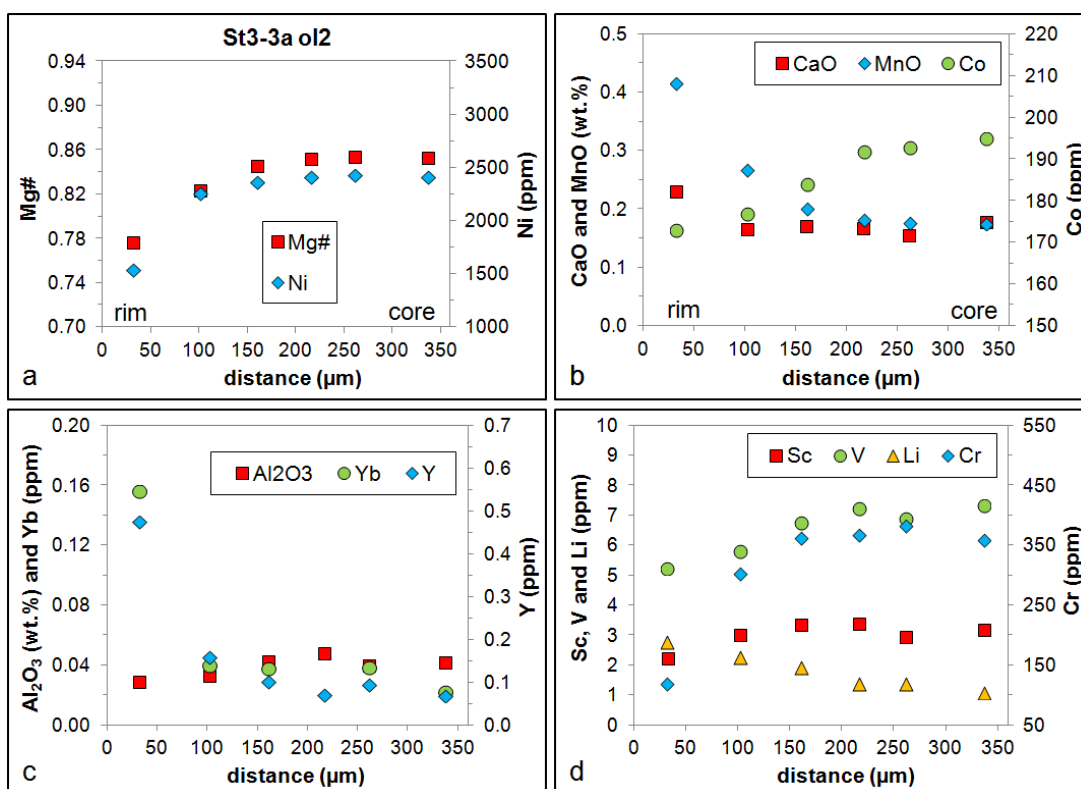 St3-3a ol2
0.94
0.90
0.86
0.82
0.78
0.74
0.70
Mg#
3500
3000
2500
2000
1500
1000
Ni (ppm)
Mg#
Ni
rim
core
0 50 100 150 200 250 300 350
distance (µm)
a
0.5
0.4
0.3
0.2
0.1
0.0
CaO and MnO (wt.%)
220
210
200
190
180
170
160
150
Co (ppm)
CaO MnO Co
rim
core
0 50 100 150 200 250 300 350
distance (µm)
b
0.20
0.16
0.12
0.08
0.04
0.00
Al2O3 (wt.%) and Yb (ppm)
0.7
0.6
0.5
0.4
0.3
0.2
0.1
0.0
Y (ppm)
Al2O3 Yb Y
0 50 100 150 200 250 300 350
distance (µm)
c
10
9
8
7
6
5
4
3
2
1
0
Sc, V and Li (ppm)
550
450
350
250
150
50
Cr (ppm)
Sc V Li Cr
0 50 100 150 200 250 300 350
distance (µm)
d